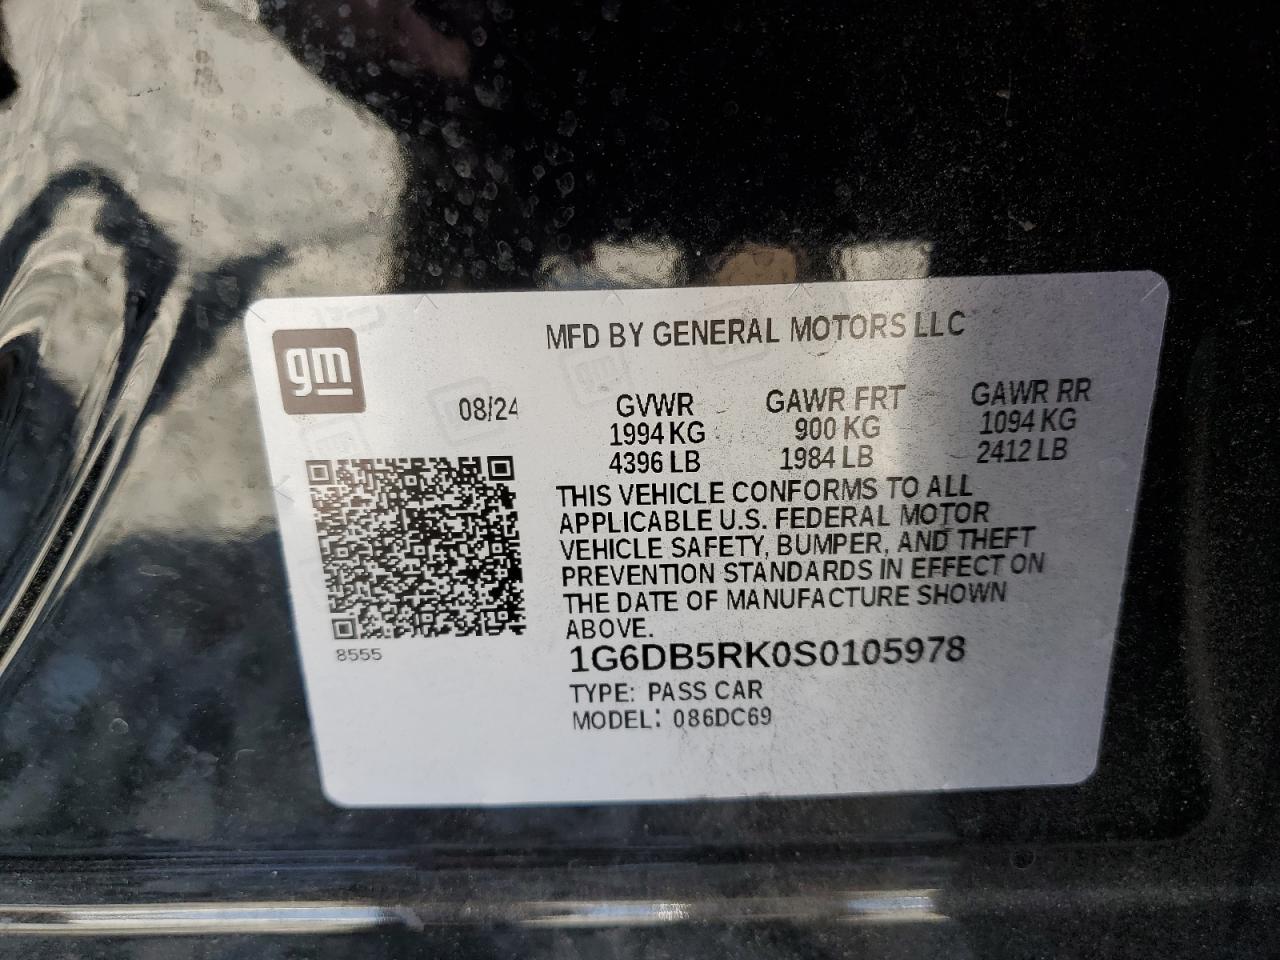 gm
MFD BY GENERAL MOTORS LLC
08/24
GVWR GAWR FRT GAWR RR
1994 KG 900 KG 1094 KG
4396 LB 1984 LB 2412 LB
THIS VEHICLE CONFORMS TO ALL
APPLICABLE U.S. FEDERAL MOTOR
VEHICLE SAFETY, BUMPER, AND THEFT
PREVENTION STANDARDS IN EFFECT ON
THE DATE OF MANUFACTURE SHOWN
ABOVE.
8555
1G6DB5RK0S0105978
TYPE: PASS CAR
MODEL: 086DC69